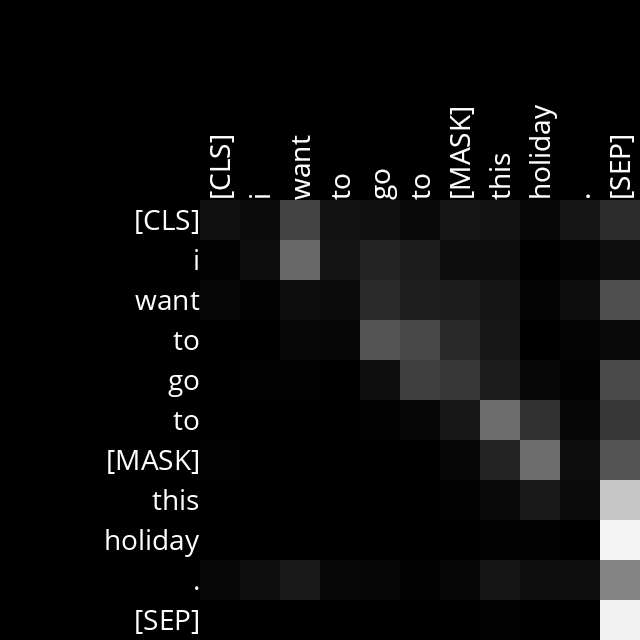 [CLS] i want to go to [MASK] this holiday . [SEP]
[CLS]
i
want
to
go
to
[MASK]
this
holiday
.
[SEP]